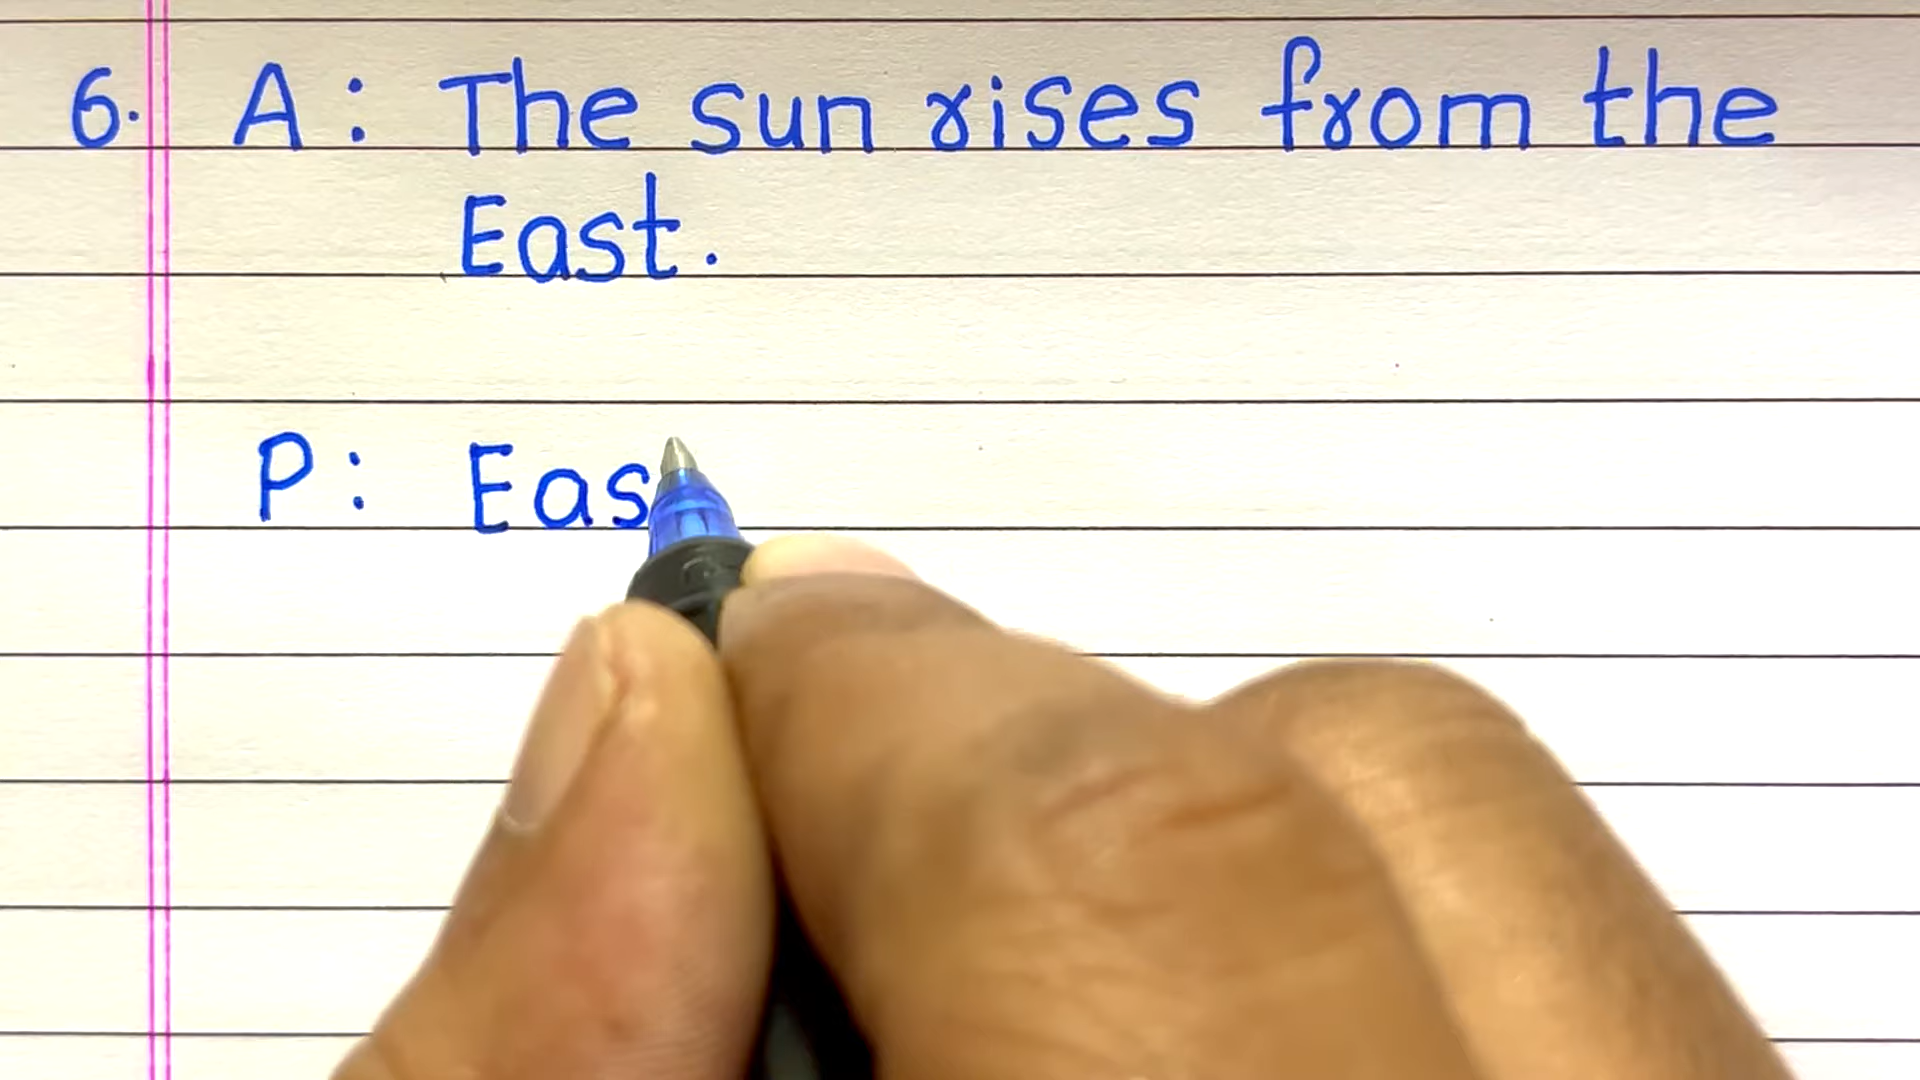 6. A: The sun rises from the
East.
P: Eas